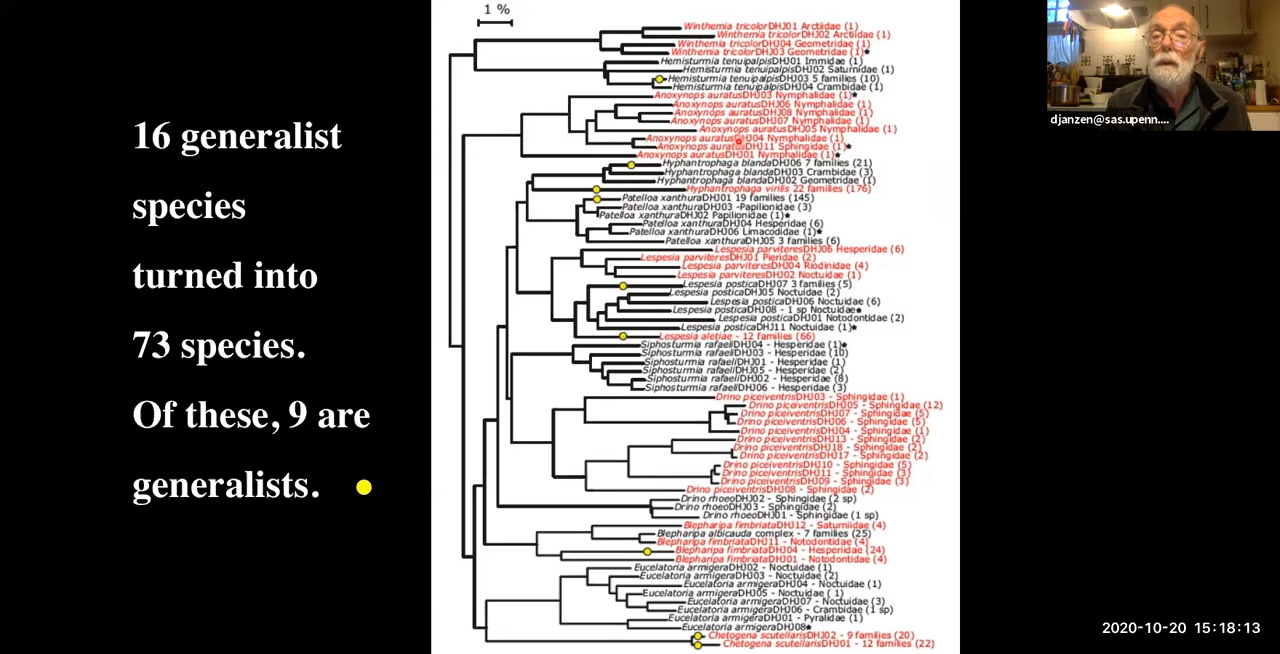 16 generalist
species
turned into
73 species.
Of these, 9 are
generalists.
1 %
Winthemia tricolorDHJ01 Arctiidae (1)
Winthemia tricolorDHJ02 Arctiidae (1)
Winthemia tricolorDHJ04 Geometridae (1)
Winthemia tricolorDHJ03 Geometridae (1)★
Hemisturmia tenuipalpisDHJ01 Immidae (1)
Hemisturmia tenuipalpisDHJ02 Saturnidae (1)
Hemisturmia tenuipalpisDHJ03 5 families (10)
Hemisturmia tenuipalpisDHJ04 Crambidae (1)
Anoxynops auratusDHJ03 Nymphalidae (1)★
Anoxynops auratusDHJ06 Nymphalidae (1)
Anoxynops auratusDHJ08 Nymphalidae (1)
Anoxynops auratusDHJ07 Nymphalidae (1)
Anoxynops auratusDHJ05 Nymphalidae (1)
Anoxynops auratusDHJ04 Nymphalidae (1)
Anoxynops auratusDHJ11 Sphingidae (1)★
Anoxynops auratusDHJ01 Nymphalidae (1)★
Hyphantrophaga blandaDHJ06 7 families (21)
Hyphantrophaga blandaDHJ03 Crambidae (3)
Hyphantrophaga blandaDHJ02 Geometridae (1)
Hyphantrophaga virilis 22 families (176)
Patelloa xanthuraDHJ01 19 families (145)
Patelloa xanthuraDHJ03 -Papilionidae (3)
Patelloa xanthuraDHJ02 Papilionidae (1)★
Patelloa xanthuraDHJ04 Hesperidae (6)
Patelloa xanthuraDHJ06 Limacodidae (1)★
Patelloa xanthuraDHJ05 3 families (6)
Lespesia parviteresDHJ06 Hesperidae (6)
Lespesia parviteresDHJ01 Pieridae (2)
Lespesia parviteresDHJ04 Riodinidae (4)
Lespesia parviteresDHJ02 Noctuidae (1)
Lespesia posticaDHJ07 3 families (5)
Lespesia posticaDHJ05 Noctuidae (2)
Lespesia posticaDHJ06 Noctuidae (6)
Lespesia posticaDHJ08 - 1 sp Noctuidae★
Lespesia posticaDHJ01 Notodontidae (2)
Lespesia posticaDHJ11 Noctuidae (1)★
Lespesia aletiae - 12 families (66)
Siphosturmia rafaeliDHJ04 - Hesperidae (1)★
Siphosturmia rafaeliDHJ03 - Hesperidae (10)
Siphosturmia rafaeliDHJ01 - Hesperidae (1)
Siphosturmia rafaeliDHJ05 - Hesperidae (2)
Siphosturmia rafaeliDHJ02 - Hesperidae (8)
Siphosturmia rafaeliDHJ06 - Hesperidae (3)
Drino piceiventrisDHJ03 - Sphingidae (1)
Drino piceiventrisDHJ05 - Sphingidae (12)
Drino piceiventrisDHJ07 - Sphingidae (5)
Drino piceiventrisDHJ06 - Sphingidae (5)
Drino piceiventrisDHJ04 - Sphingidae (1)
Drino piceiventrisDHJ13 - Sphingidae (2)
Drino piceiventrisDHJ18 - Sphingidae (2)
Drino piceiventrisDHJ17 - Sphingidae (2)
Drino piceiventrisDHJ10 - Sphingidae (5)
Drino piceiventrisDHJ11 - Sphingidae (3)
Drino piceiventrisDHJ09 - Sphingidae (3)
Drino piceiventrisDHJ08 - Sphingidae (2)
Drino rhoeoDHJ02 - Sphingidae (2 sp)
Drino rhoeoDHJ03 - Sphingidae (2)
Drino rhoeoDHJ01 - Sphingidae (1 sp)
Blepharipa fimbriataDHJ12 - Saturniidae (4)
Blepharipa albicauda complex - 7 families (25)
Blepharipa fimbriataDHJ11 - Notodontidae (4)
Blepharipa fimbriataDHJ04 - Hesperiidae (24)
Blepharipa fimbriataDHJ01 - Notodontidae (4)
Eucelatoria armigeraDHJ02 - Noctuidae (1)
Eucelatoria armigeraDHJ03 - Noctuidae (2)
Eucelatoria armigeraDHJ04 - Noctuidae (1)
Eucelatoria armigeraDHJ05 - Noctuidae ( 1)
Eucelatoria armigeraDHJ07 - Noctuidae (3)
Eucelatoria armigeraDHJ06 - Crambidae (1 sp)
Eucelatoria armigeraDHJ01 - Pyralidae (1)
Eucelatoria armigeraDHJ08★
Chetogena scutellarisDHJ02 - 9 families (20)
Chetogena scutellarisDHJ01 - 12 families (22)
djanzen@sas.upenn....
2020-10-20 15:18:13